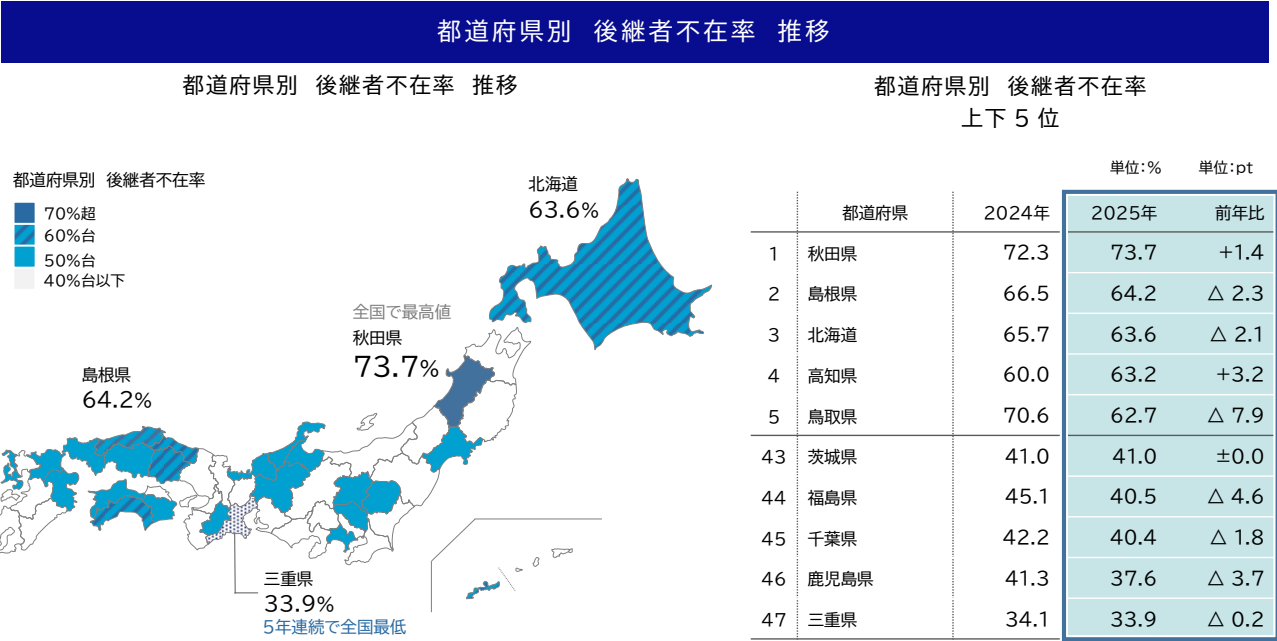 都道府県別　後継者不在率　推移
都道府県別　後継者不在率　推移
都道府県別　後継者不在率
70%超
60%台
50%台
40%台以下
北海道
63.6%
全国で最高値
秋田県
73.7%
島根県
64.2%
三重県
33.9%
5年連続で全国最低
都道府県別　後継者不在率
上下 5 位
単位：%　単位：pt
都道府県　2024年　2025年　前年比
1　秋田県　72.3　73.7　+1.4
2　島根県　66.5　64.2　△ 2.3
3　北海道　65.7　63.6　△ 2.1
4　高知県　60.0　63.2　+3.2
5　鳥取県　70.6　62.7　△ 7.9
43　茨城県　41.0　41.0　±0.0
44　福島県　45.1　40.5　△ 4.6
45　千葉県　42.2　40.4　△ 1.8
46　鹿児島県　41.3　37.6　△ 3.7
47　三重県　34.1　33.9　△ 0.2